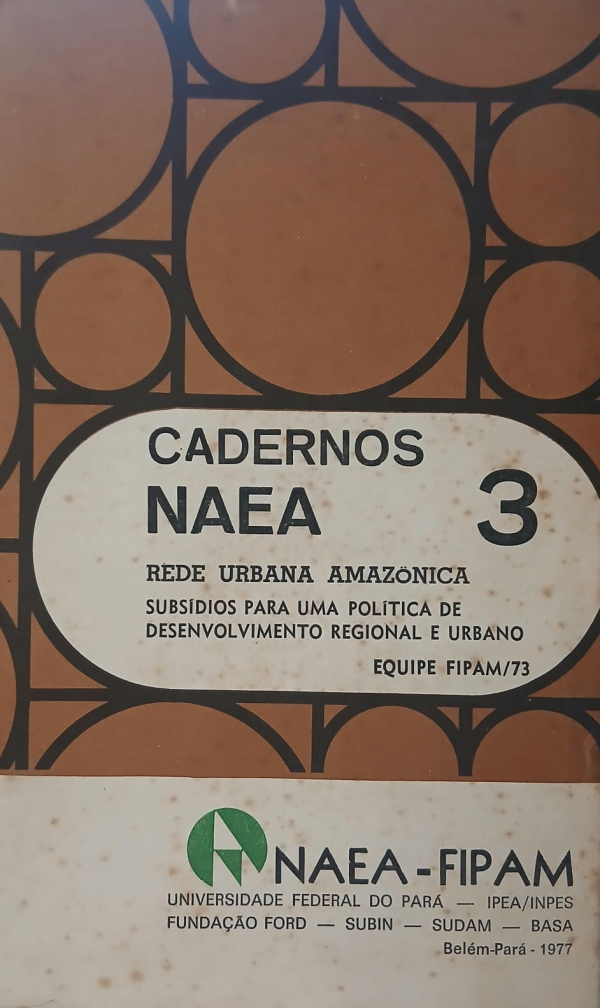 CADERNOS
NAEA 3
REDE URBANA AMAZÔNICA
SUBSÍDIOS PARA UMA POLÍTICA DE
DESENVOLVIMENTO REGIONAL E URBANO
EQUIPE FIPAM/73
NAEA-FIPAM
UNIVERSIDADE FEDERAL DO PARÁ — IPEA/INPES
FUNDAÇÃO FORD — SUBIN — SUDAM — BASA
Belém-Pará - 1977